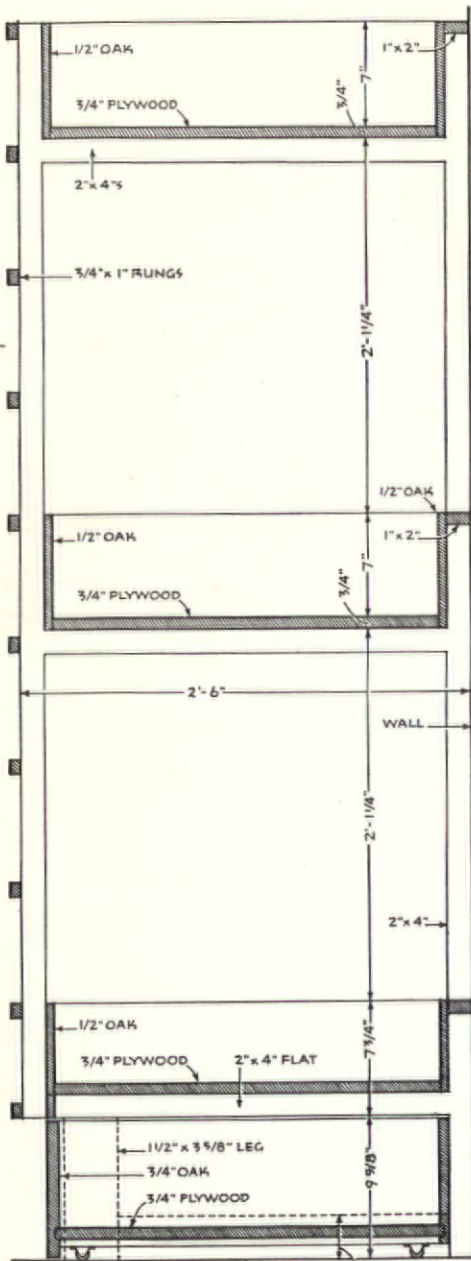 1/2" OAK
7"
1" x 2"
3/4" PLYWOOD
3/4"
2" x 4"S
3/4" x 1" RUNGS
2'-1 1/4"
1/2" OAK
1/2" OAK
7"
1" x 2"
3/4" PLYWOOD
3/4"
2'-6"
WALL
2'-1 1/4"
2" x 4"
1/2" OAK
7 3/4"
3/4" PLYWOOD
2" x 4" FLAT
1 1/2" x 3 5/8" LEG
3/4" OAK
9 5/8"
3/4" PLYWOOD